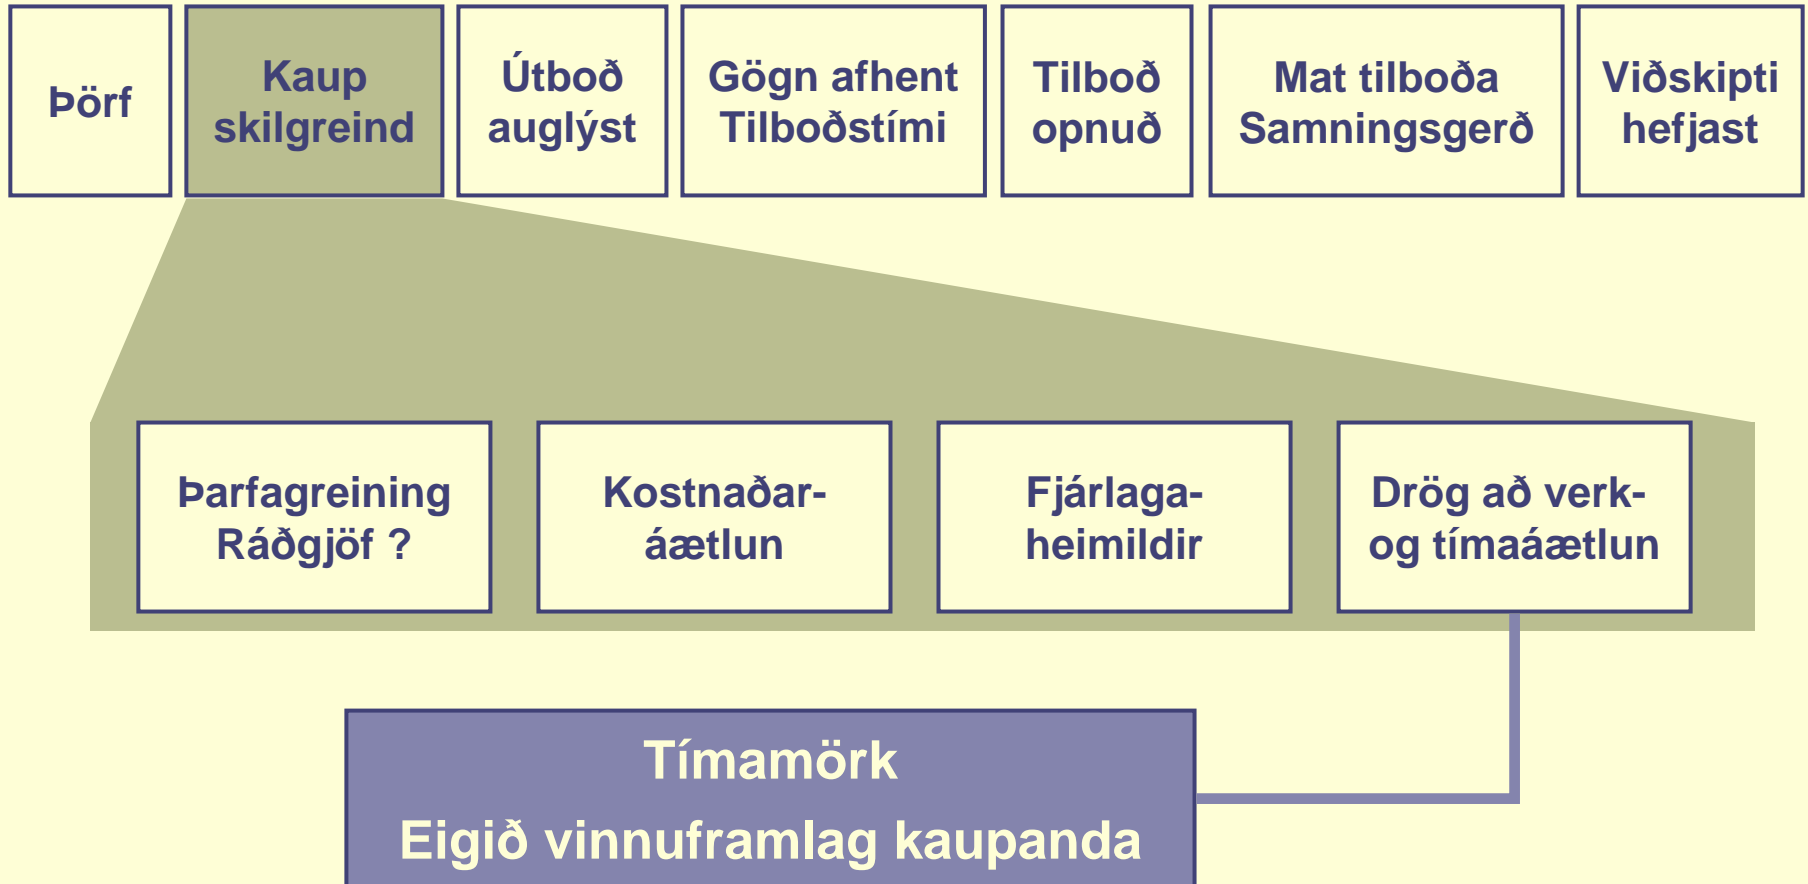 Þörf
Kaup
skilgreind
Útboð
auglýst
Gögn afhent
Tilboðstími
Tilboð
opnuð
Mat tilboða
Samningsgerð
Viðskipti
hefjast
Þarfagreining
Ráðgjöf ?
Kostnaðar-
áætlun
Fjárlaga-
heimildir
Drög að verk-
og tímaáætlun
Tímamörk
Eigið vinnuframlag kaupanda